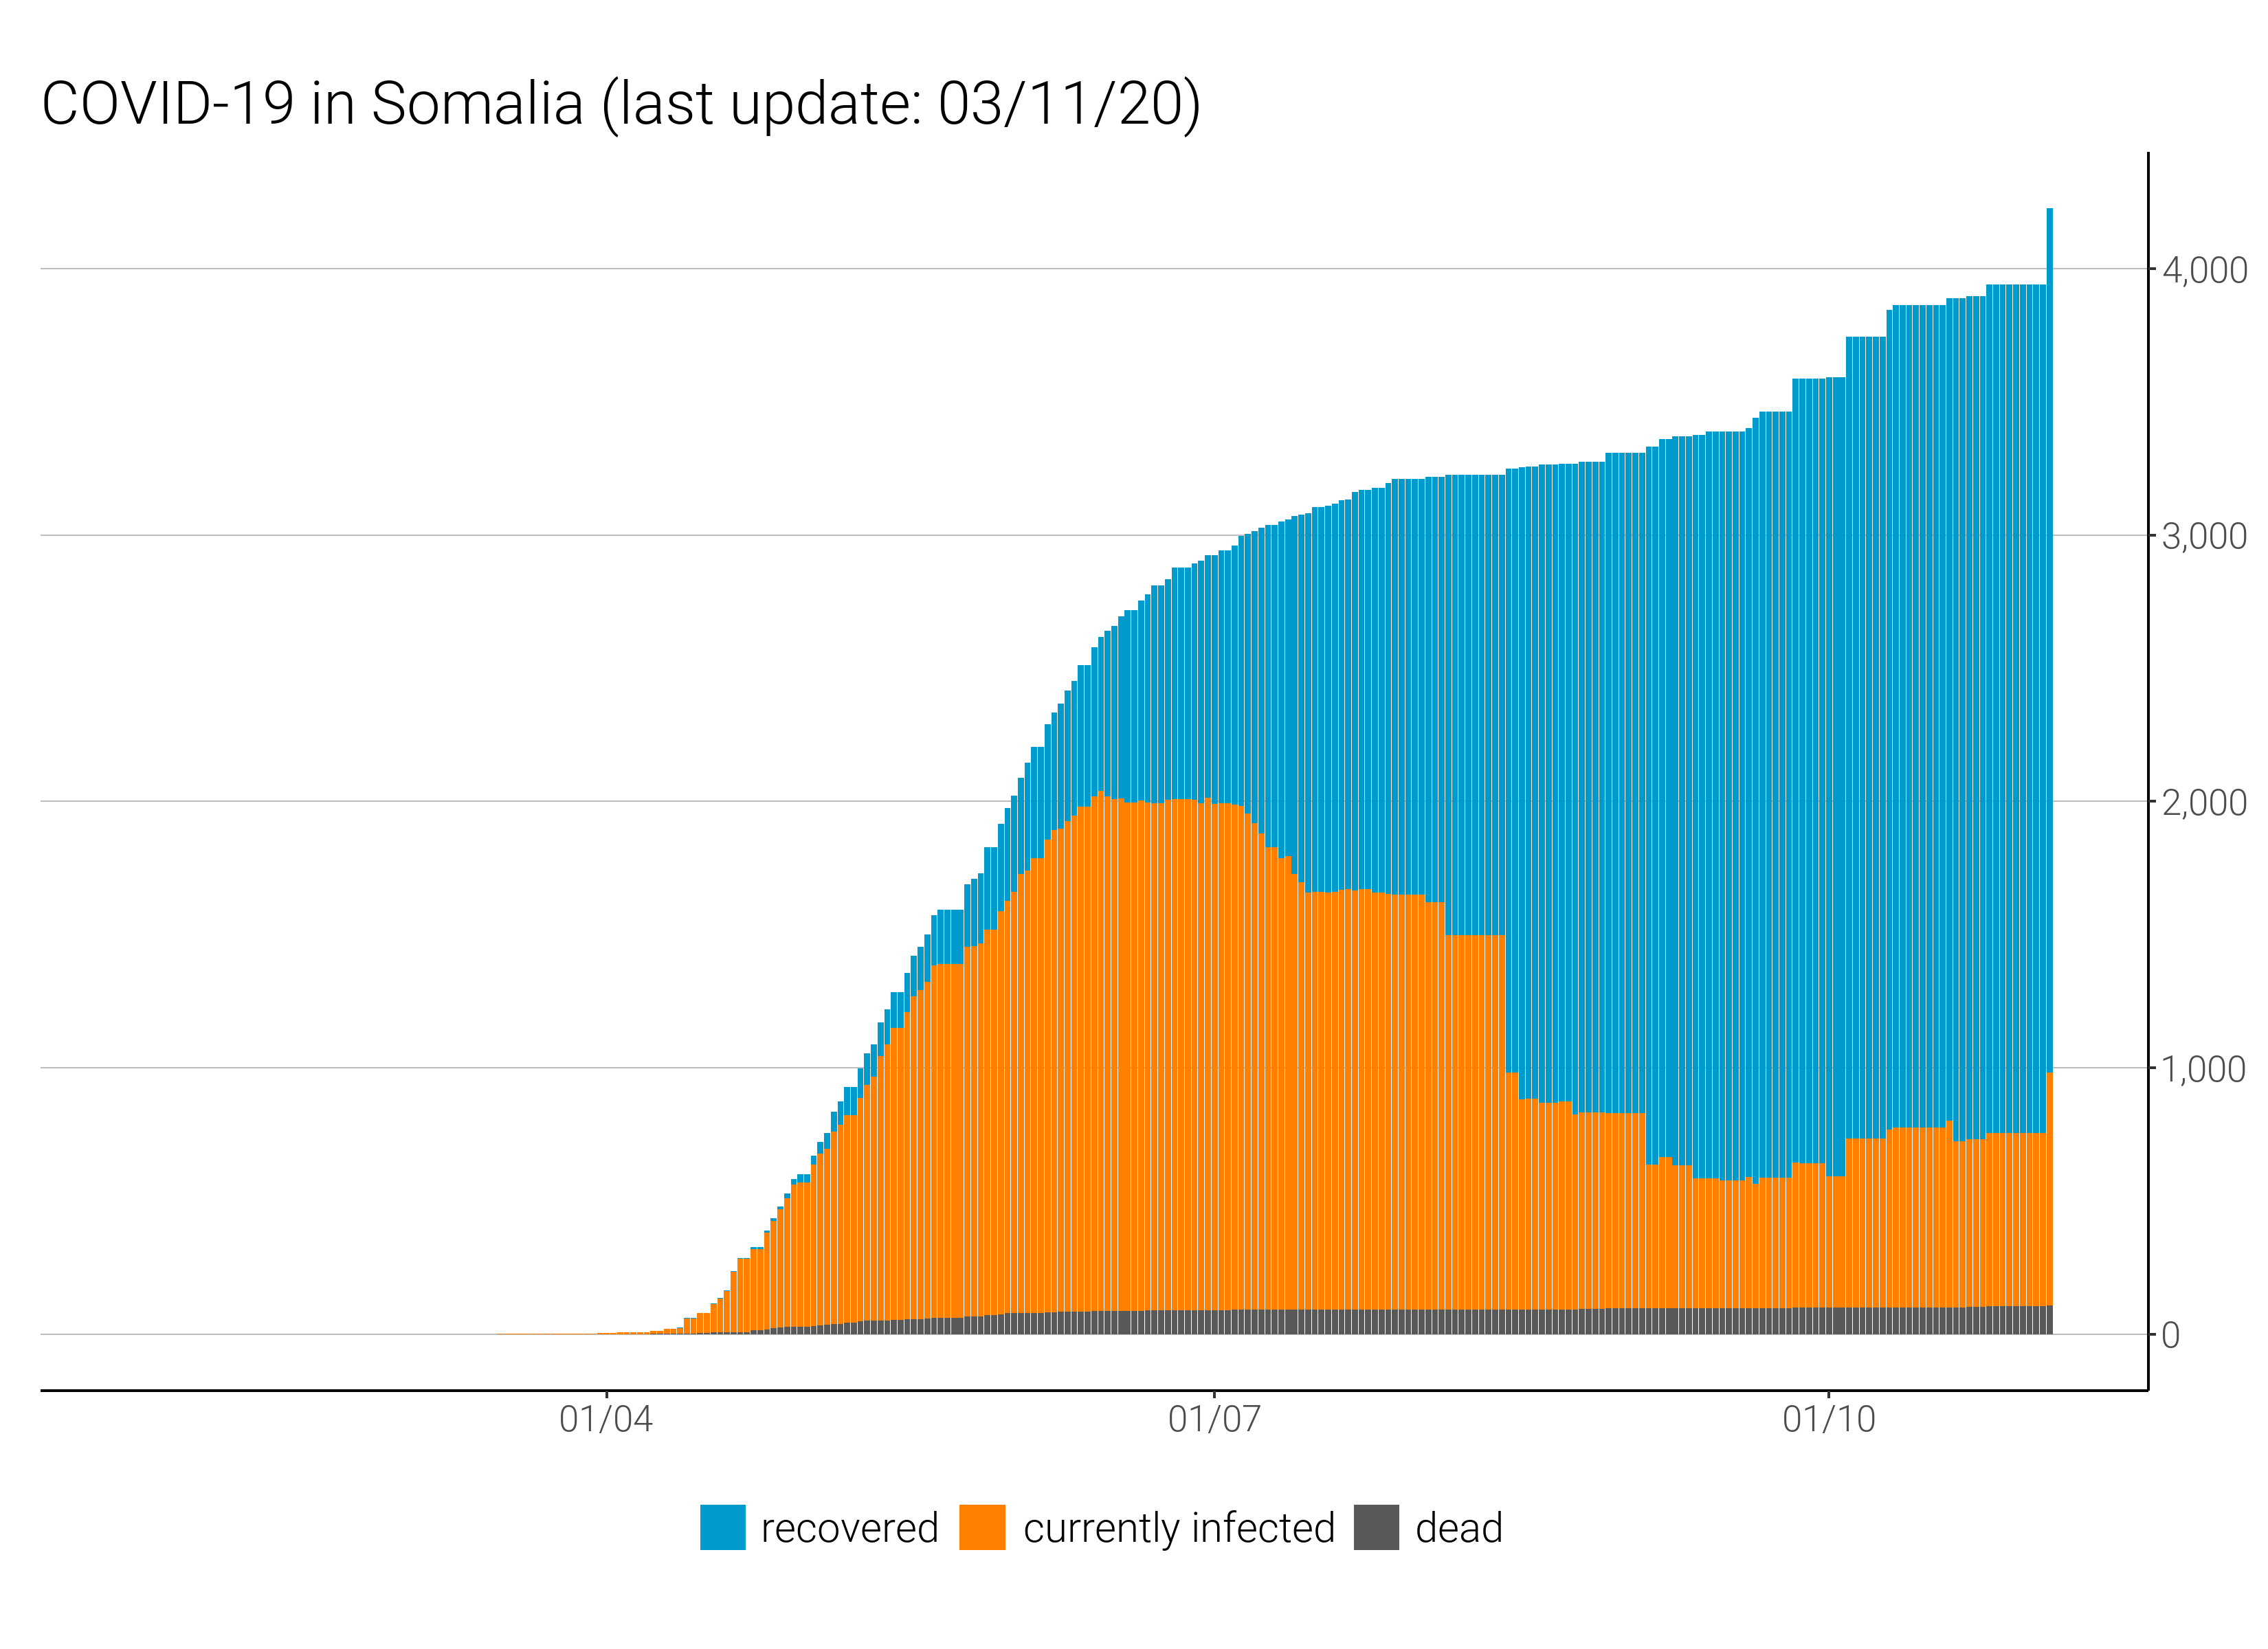 COVID-19 in Somalia (last update: 03/11/20)
4,000
3,000
2,000
1,000
0
01/04 01/07 01/10
recovered currently infected dead